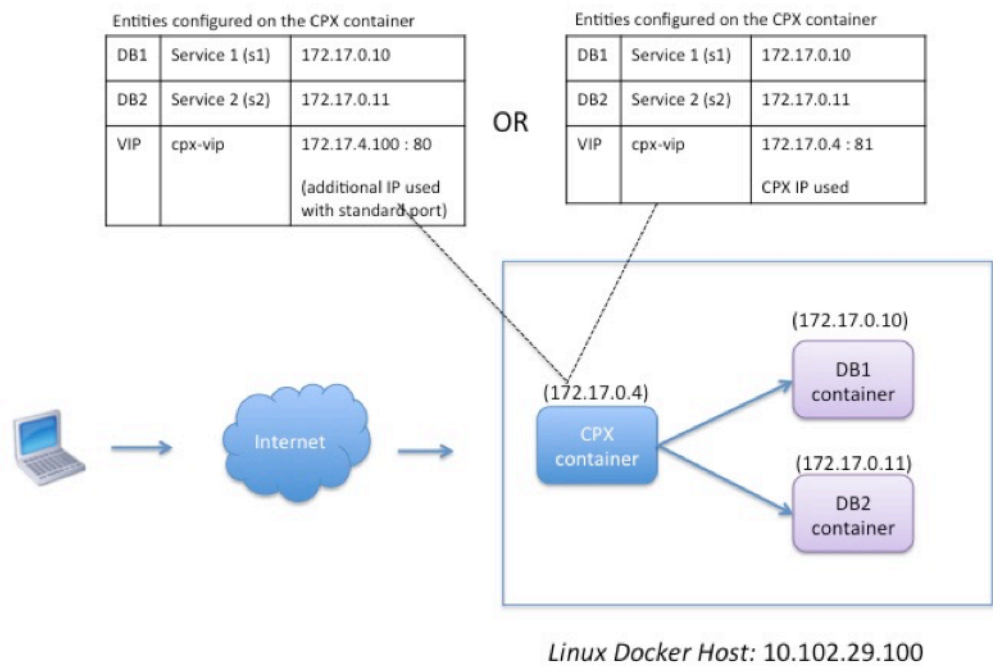 Entities configured on the CPX container
DB1 Service 1 (s1) 172.17.0.10
DB2 Service 2 (s2) 172.17.0.11
VIP cpx-vip 172.17.4.100 : 80
(additional IP used
with standard port)
OR
Entities configured on the CPX container
DB1 Service 1 (s1) 172.17.0.10
DB2 Service 2 (s2) 172.17.0.11
VIP cpx-vip 172.17.0.4 : 81
CPX IP used
Internet
(172.17.0.4)
CPX
container
(172.17.0.10)
DB1
container
(172.17.0.11)
DB2
container
Linux Docker Host: 10.102.29.100